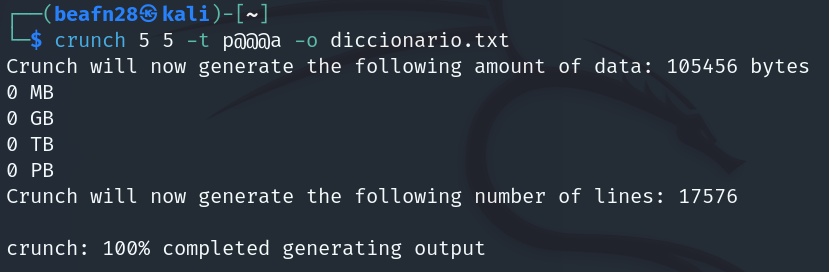 ┌──(beafn28㉿kali)-[~]
└─$ crunch 5 5 -t p@@@a -o diccionario.txt
Crunch will now generate the following amount of data: 105456 bytes
0 MB
0 GB
0 TB
0 PB
Crunch will now generate the following number of lines: 17576
crunch: 100% completed generating output